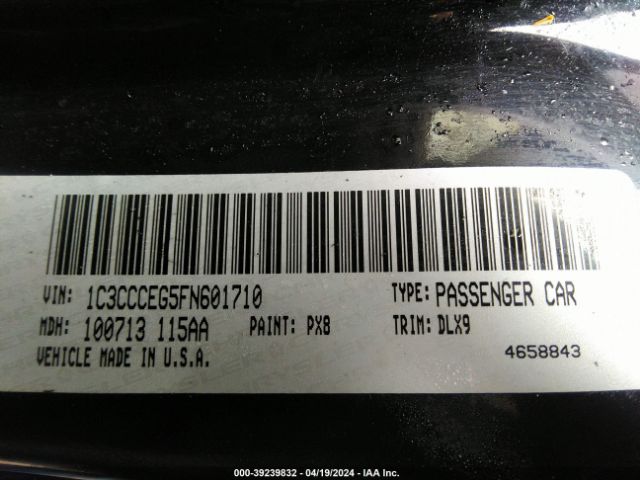 VIN: 1C3CCCEG5FN601710 TYPE: PASSENGER CAR
MDH: 100713 115AA PAINT: PX8 TRIM: DLX9
VEHICLE MADE IN U.S.A. 4658843
000-39239832 - 04/19/2024 - IAA Inc.